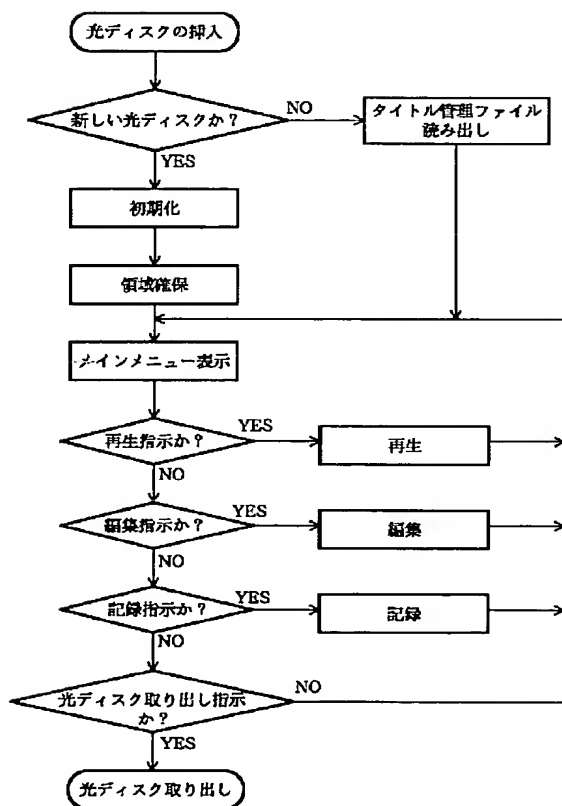 光ディスクの挿入
新しい光ディスクか？
NO
タイトル管理ファイル
読み出し
YES
初期化
領域確保
メインメニュー表示
再生指示か？
YES
再生
NO
編集指示か？
YES
編集
NO
記録指示か？
YES
記録
NO
光ディスク取り出し指示
か？
NO
YES
光ディスク取り出し